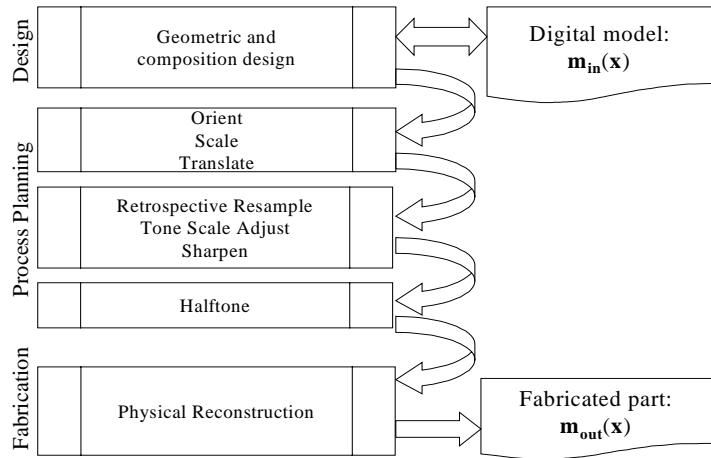 Design
Geometric and
composition design
Digital model:
m_in(x)
Process Planning
Orient
Scale
Translate
Retrospective Resample
Tone Scale Adjust
Sharpen
Halftone
Fabrication
Physical Reconstruction
Fabricated part:
m_out(x)